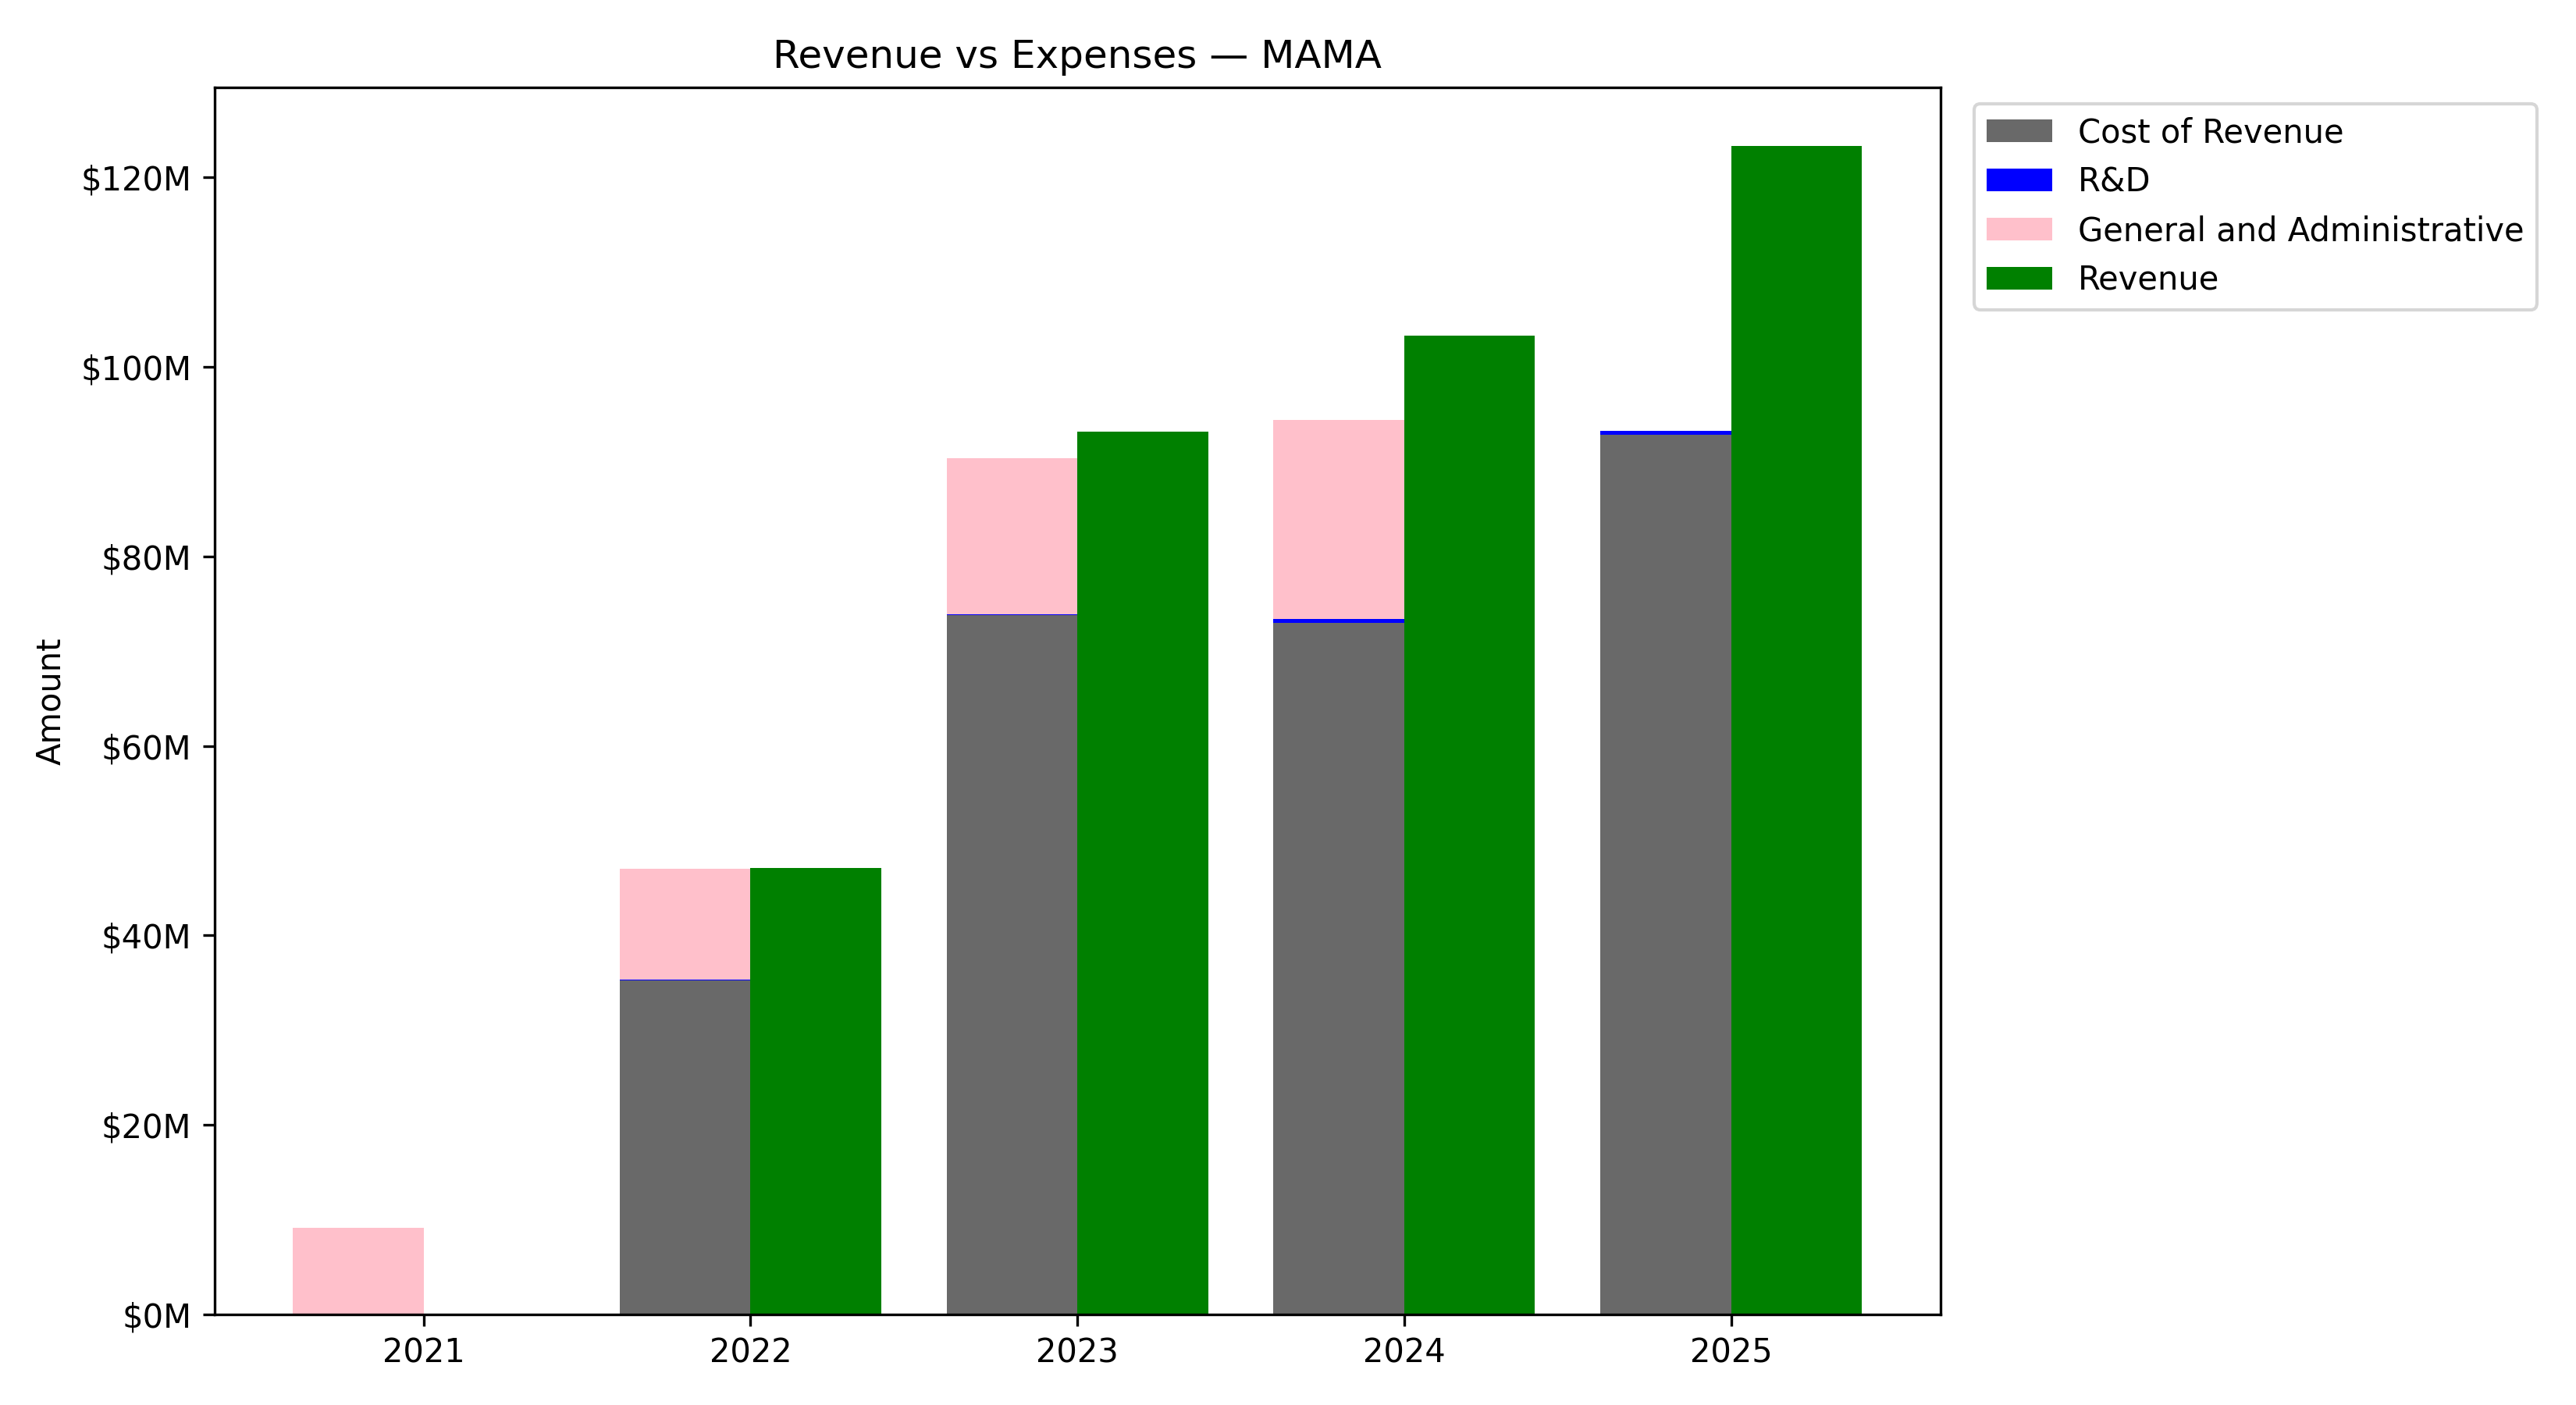 Revenue vs Expenses — MAMA
Cost of Revenue
R&D
General and Administrative
Revenue
Amount
$120M
$100M
$80M
$60M
$40M
$20M
$0M
2021 2022 2023 2024 2025